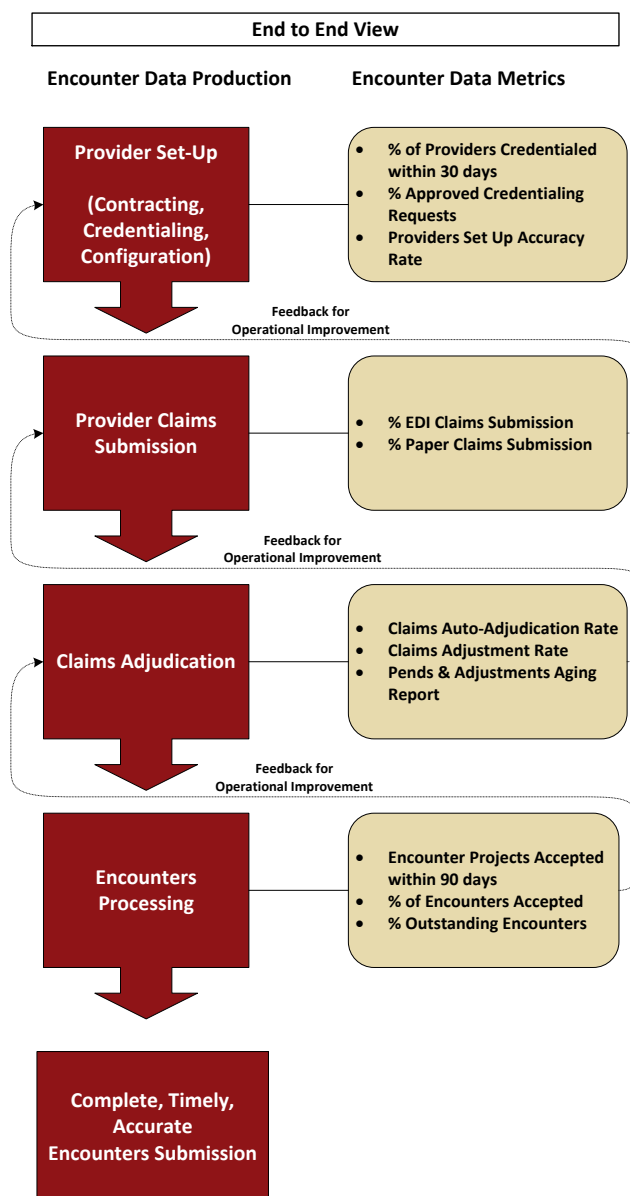 End to End View
Encounter Data Production
Encounter Data Metrics
Provider Set-Up
(Contracting,
Credentialing,
Configuration)
• % of Providers Credentialed
within 30 days
• % Approved Credentialing
Requests
• Providers Set Up Accuracy
Rate
Feedback for
Operational Improvement
Provider Claims
Submission
• % EDI Claims Submission
• % Paper Claims Submission
Feedback for
Operational Improvement
Claims Adjudication
• Claims Auto-Adjudication Rate
• Claims Adjustment Rate
• Pends & Adjustments Aging
Report
Feedback for
Operational Improvement
Encounters
Processing
• Encounter Projects Accepted
within 90 days
• % of Encounters Accepted
• % Outstanding Encounters
Complete, Timely,
Accurate
Encounters Submission